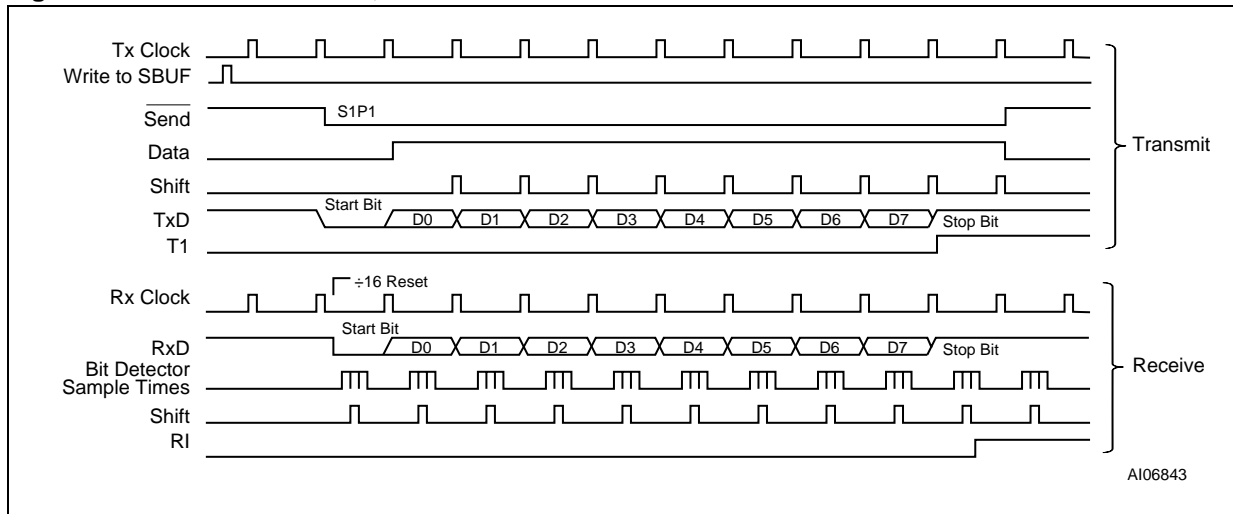 Tx Clock
Write to SBUF
Send
S1P1
Data
Shift
Start Bit
TxD
D0 D1 D2 D3 D4 D5 D6 D7
Stop Bit
T1
Transmit
÷16 Reset
Rx Clock
Start Bit
RxD
D0 D1 D2 D3 D4 D5 D6 D7
Stop Bit
Bit Detector
Sample Times
Shift
RI
Receive
AI06843